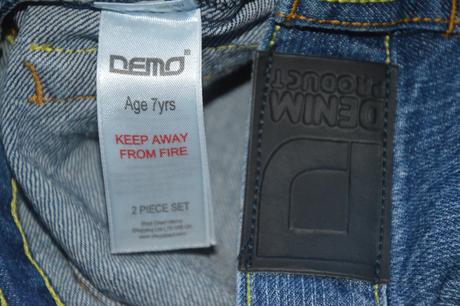 DEMO®
Age 7yrs
KEEP AWAY
FROM FIRE
2 PIECE SET
DENIM
PRODUCT